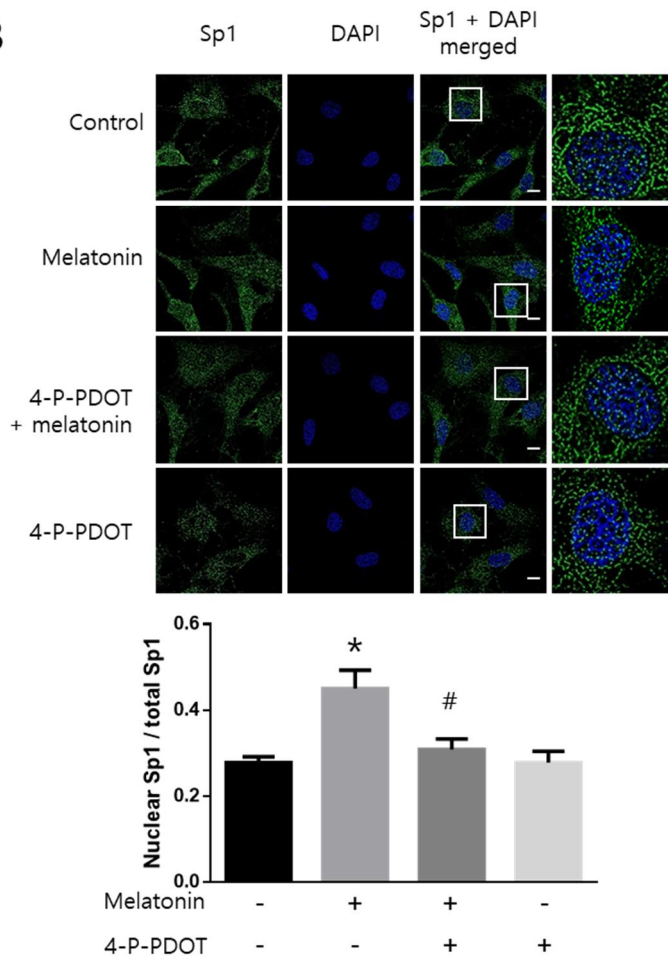 B
Sp1 DAPI Sp1 + DAPI
merged
Control
Melatonin
4-P-PDOT
+ melatonin
4-P-PDOT
0.6
*
#
0.4
Nuclear Sp1 / total Sp1
0.2
0.0
Melatonin - + + -
4-P-PDOT - - + +